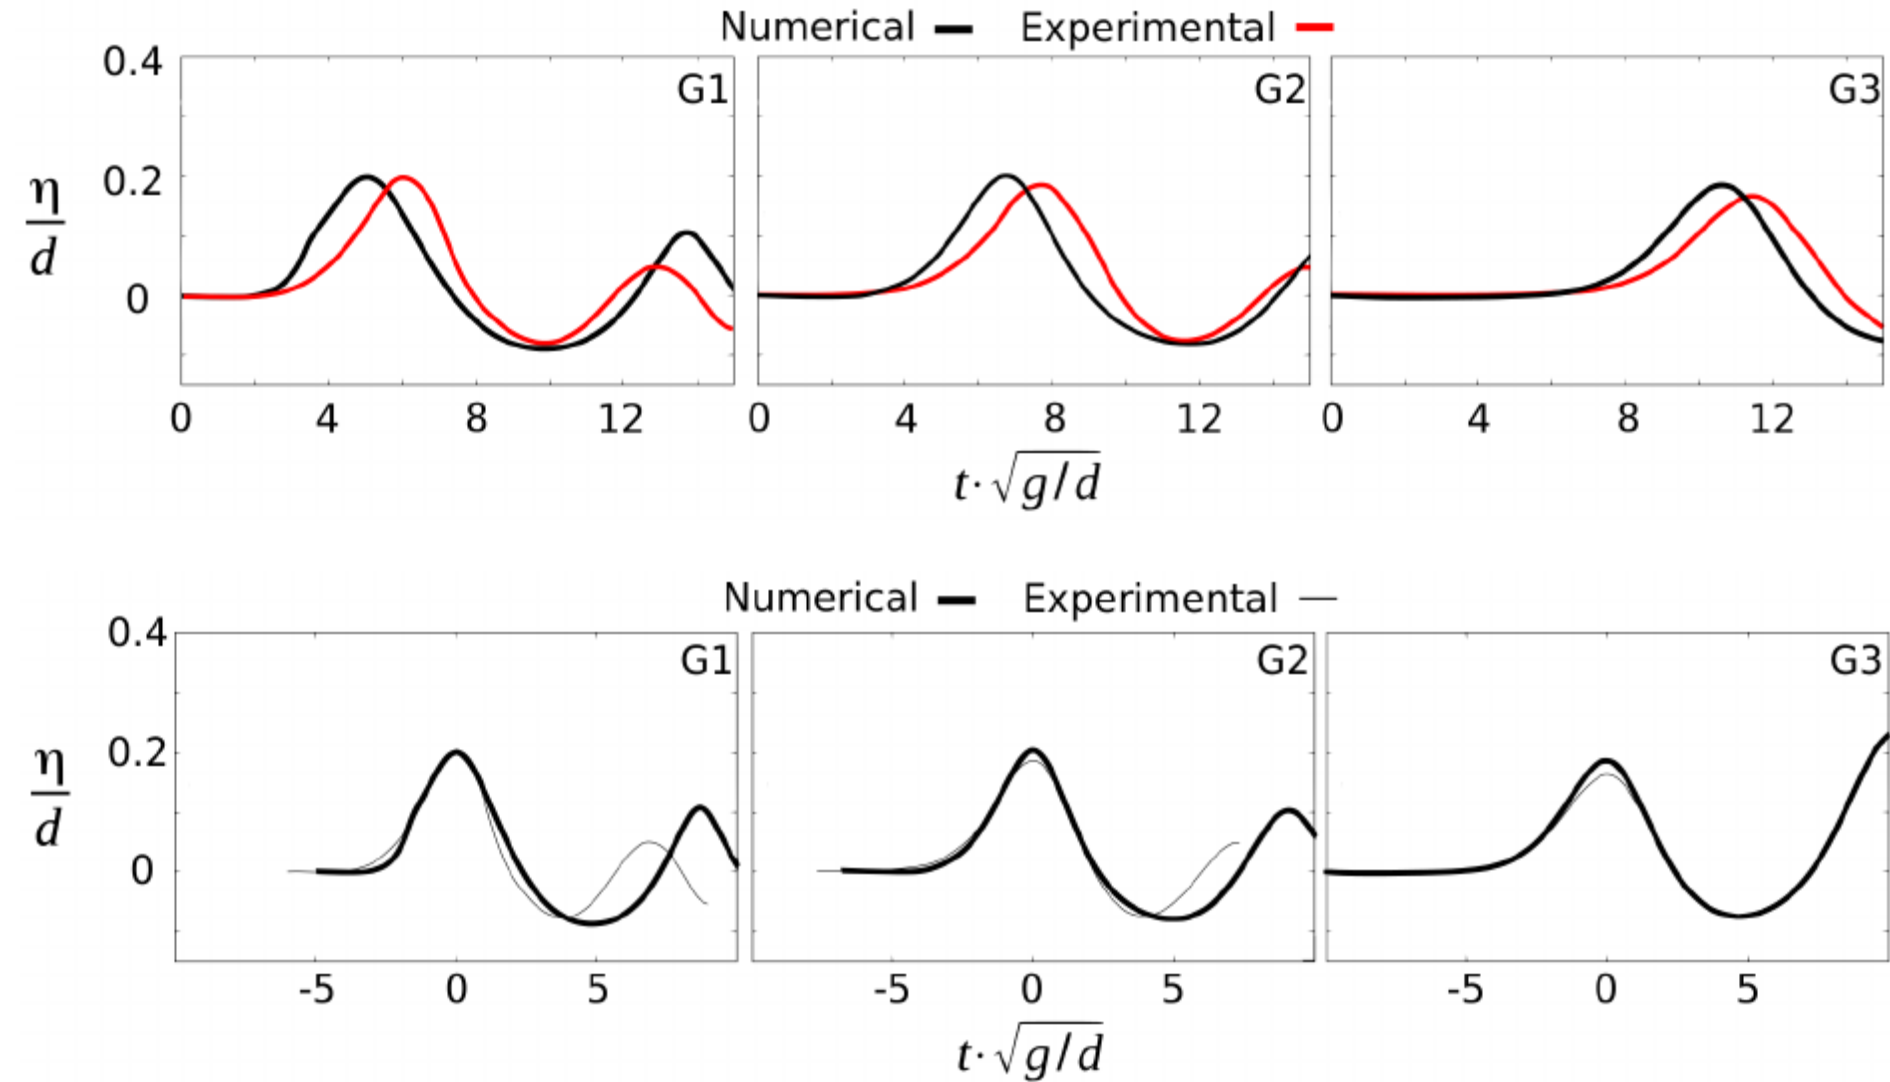 Numerical Experimental
0.4 G1 G2 G3
0.2
η
d
0
0 4 8 12 0 4 8 12 0 4 8 12
t·√g/d
Numerical Experimental
0.4 G1 G2 G3
0.2
η
d
0
-5 0 5 -5 0 5 -5 0 5
t·√g/d